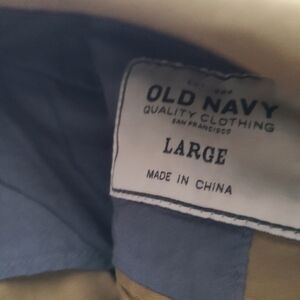 OLD NAVY
QUALITY CLOTHING
SAN FRANCISCO
LARGE
MADE IN CHINA